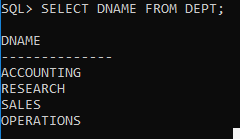 SQL> SELECT DNAME FROM DEPT;
DNAME
--------------
ACCOUNTING
RESEARCH
SALES
OPERATIONS